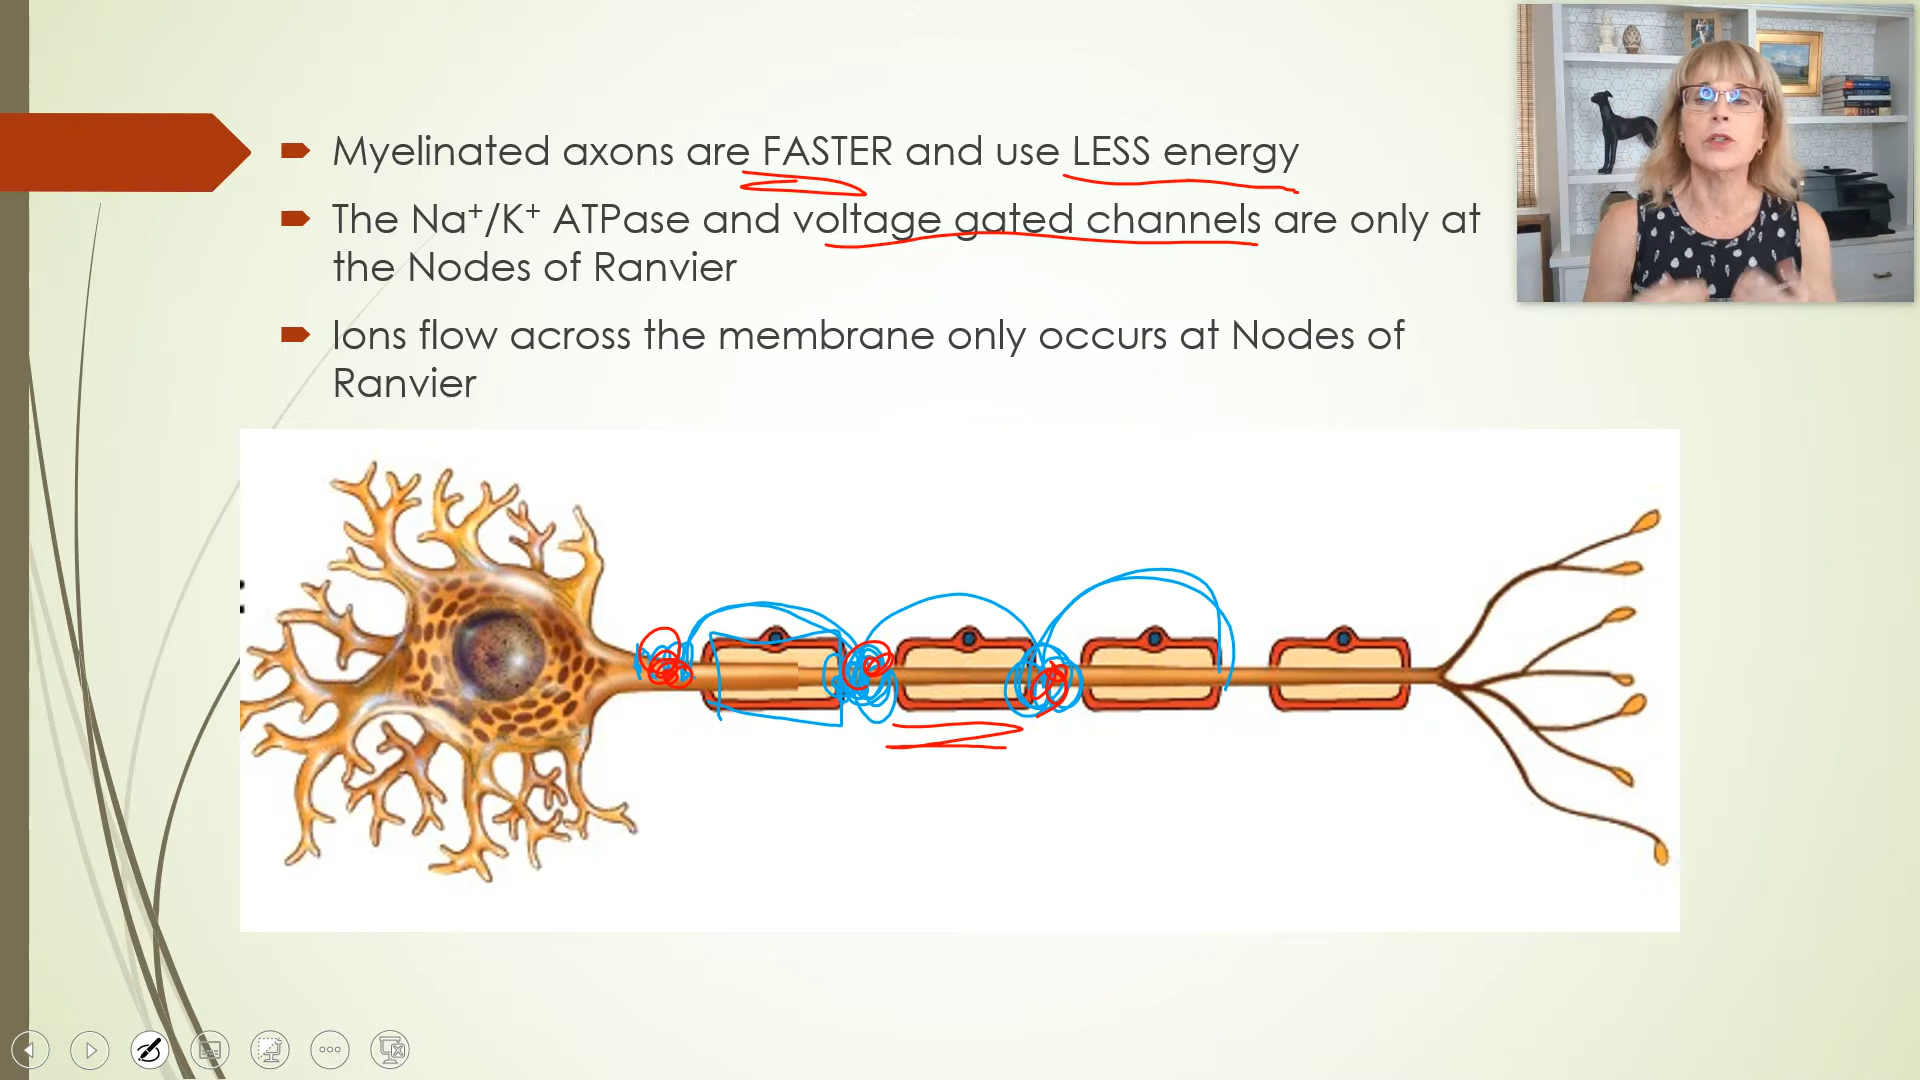 Myelinated axons are FASTER and use LESS energy
The Na⁺/K⁺ ATPase and voltage gated channels are only at
the Nodes of Ranvier
Ions flow across the membrane only occurs at Nodes of
Ranvier